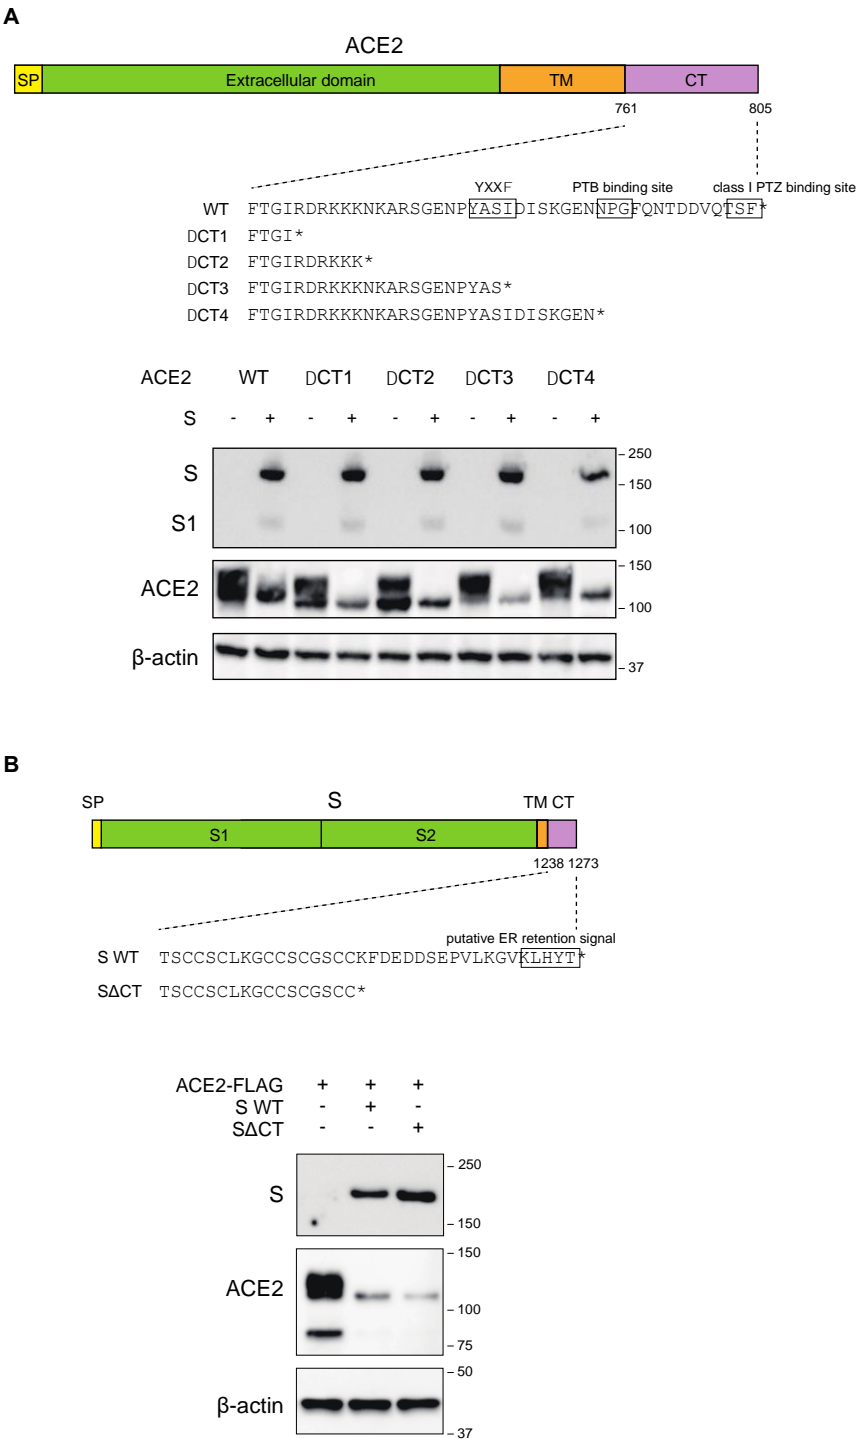 A
ACE2
SP Extracellular domain TM CT
761 805
YXXF PTB binding site class I PTZ binding site
WT FTGIRDRKKKNKARSGENPYASIDISKGENNPGFQNTDDVQTSF*
DCT1 FTGI*
DCT2 FTGIRDRKKK*
DCT3 FTGIRDRKKKNKARSGENPYAS*
DCT4 FTGIRDRKKKNKARSGENPYASIDISKGEN*
ACE2 WT DCT1 DCT2 DCT3 DCT4
S - + - + - + - + - +
250
S 150
S1 100
150
ACE2 100
β-actin
37
B
SP S TM CT
S1 S2
1238 1273
putative ER retention signal
S WT TSCCSCLKGCCSCGSCCKFDEDDSEPVLKGVKLHYT*
SΔCT TSCCSCLKGCCSCGSCC*
ACE2-FLAG + + +
S WT - + -
SΔCT - - +
250
S
150
150
ACE2
100
75
50
β-actin
37